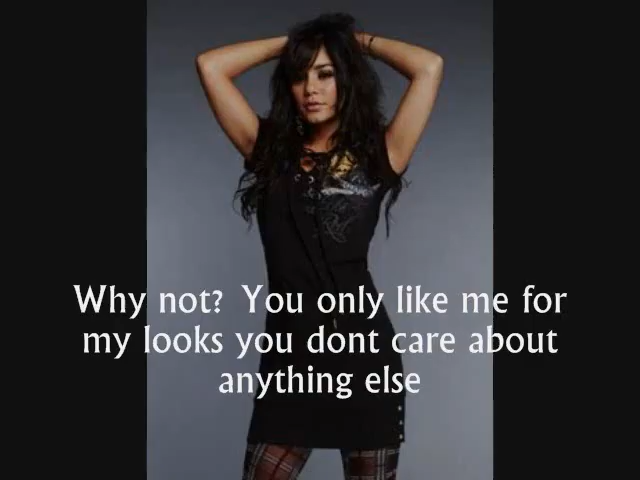 Why not?  You only like me for
my looks you dont care about
anything else